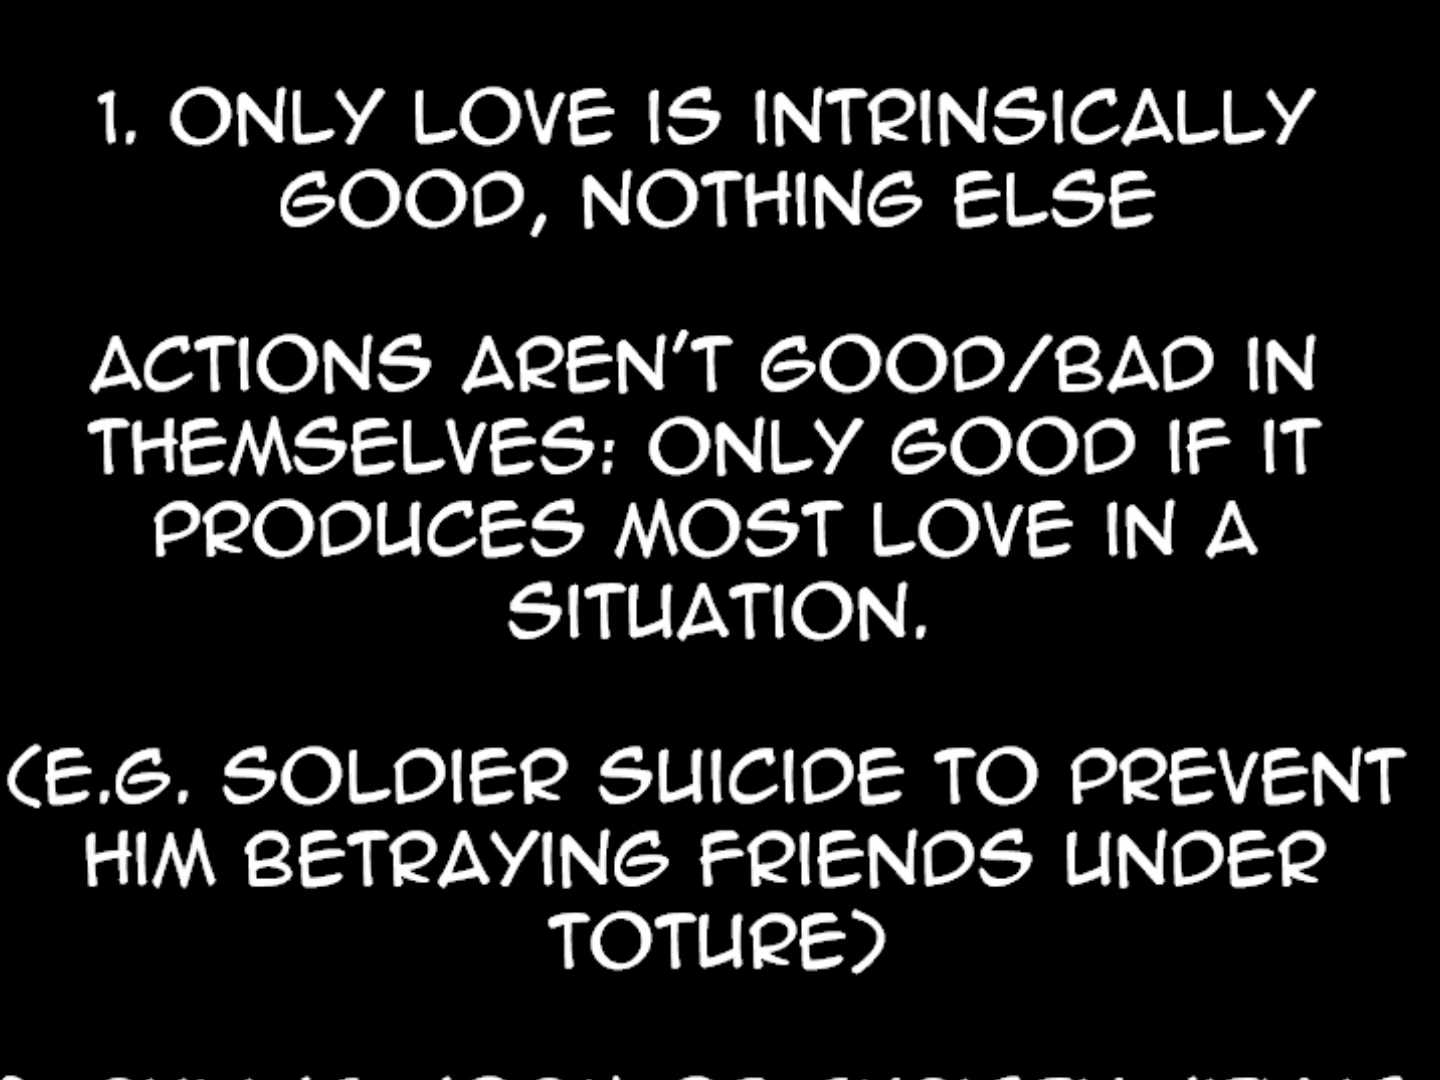 1. ONLY LOVE IS INTRINSICALLY
GOOD, NOTHING ELSE
ACTIONS AREN'T GOOD/BAD IN
THEMSELVES: ONLY GOOD IF IT
PRODUCES MOST LOVE IN A
SITUATION.
(E.G. SOLDIER SUICIDE TO PREVENT
HIM BETRAYING FRIENDS UNDER
TOTURE)